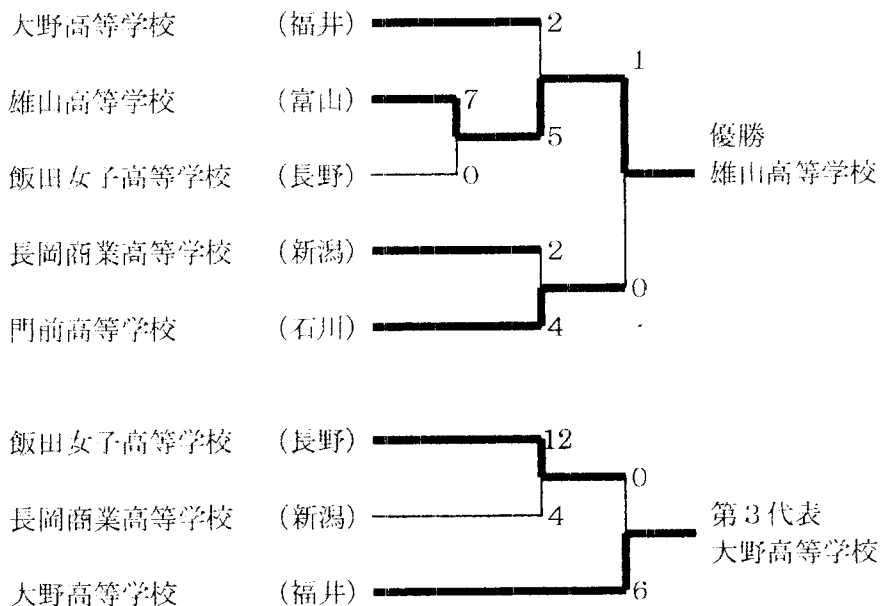 大野高等学校 (福井) 2
1
雄山高等学校 (富山) 7
5
優勝
飯田女子高等学校 (長野) 0
雄山高等学校
長岡商業高等学校 (新潟) 2
0
門前高等学校 (石川) 4
飯田女子高等学校 (長野) 12
0
長岡商業高等学校 (新潟) 4
第3代表
大野高等学校
大野高等学校 (福井) 6